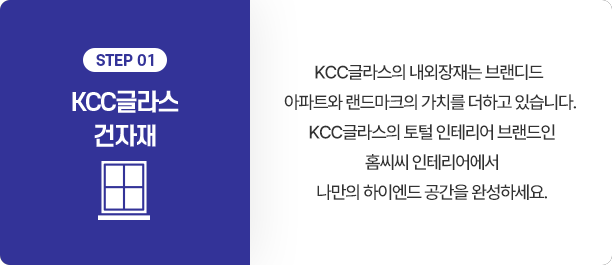 STEP 01
KCC글라스
건자재
KCC글라스의 내외장재는 브랜디드
아파트와 랜드마크의 가치를 더하고 있습니다.
KCC글라스의 토털 인테리어 브랜드인
홈씨씨 인테리어에서
나만의 하이엔드 공간을 완성하세요.